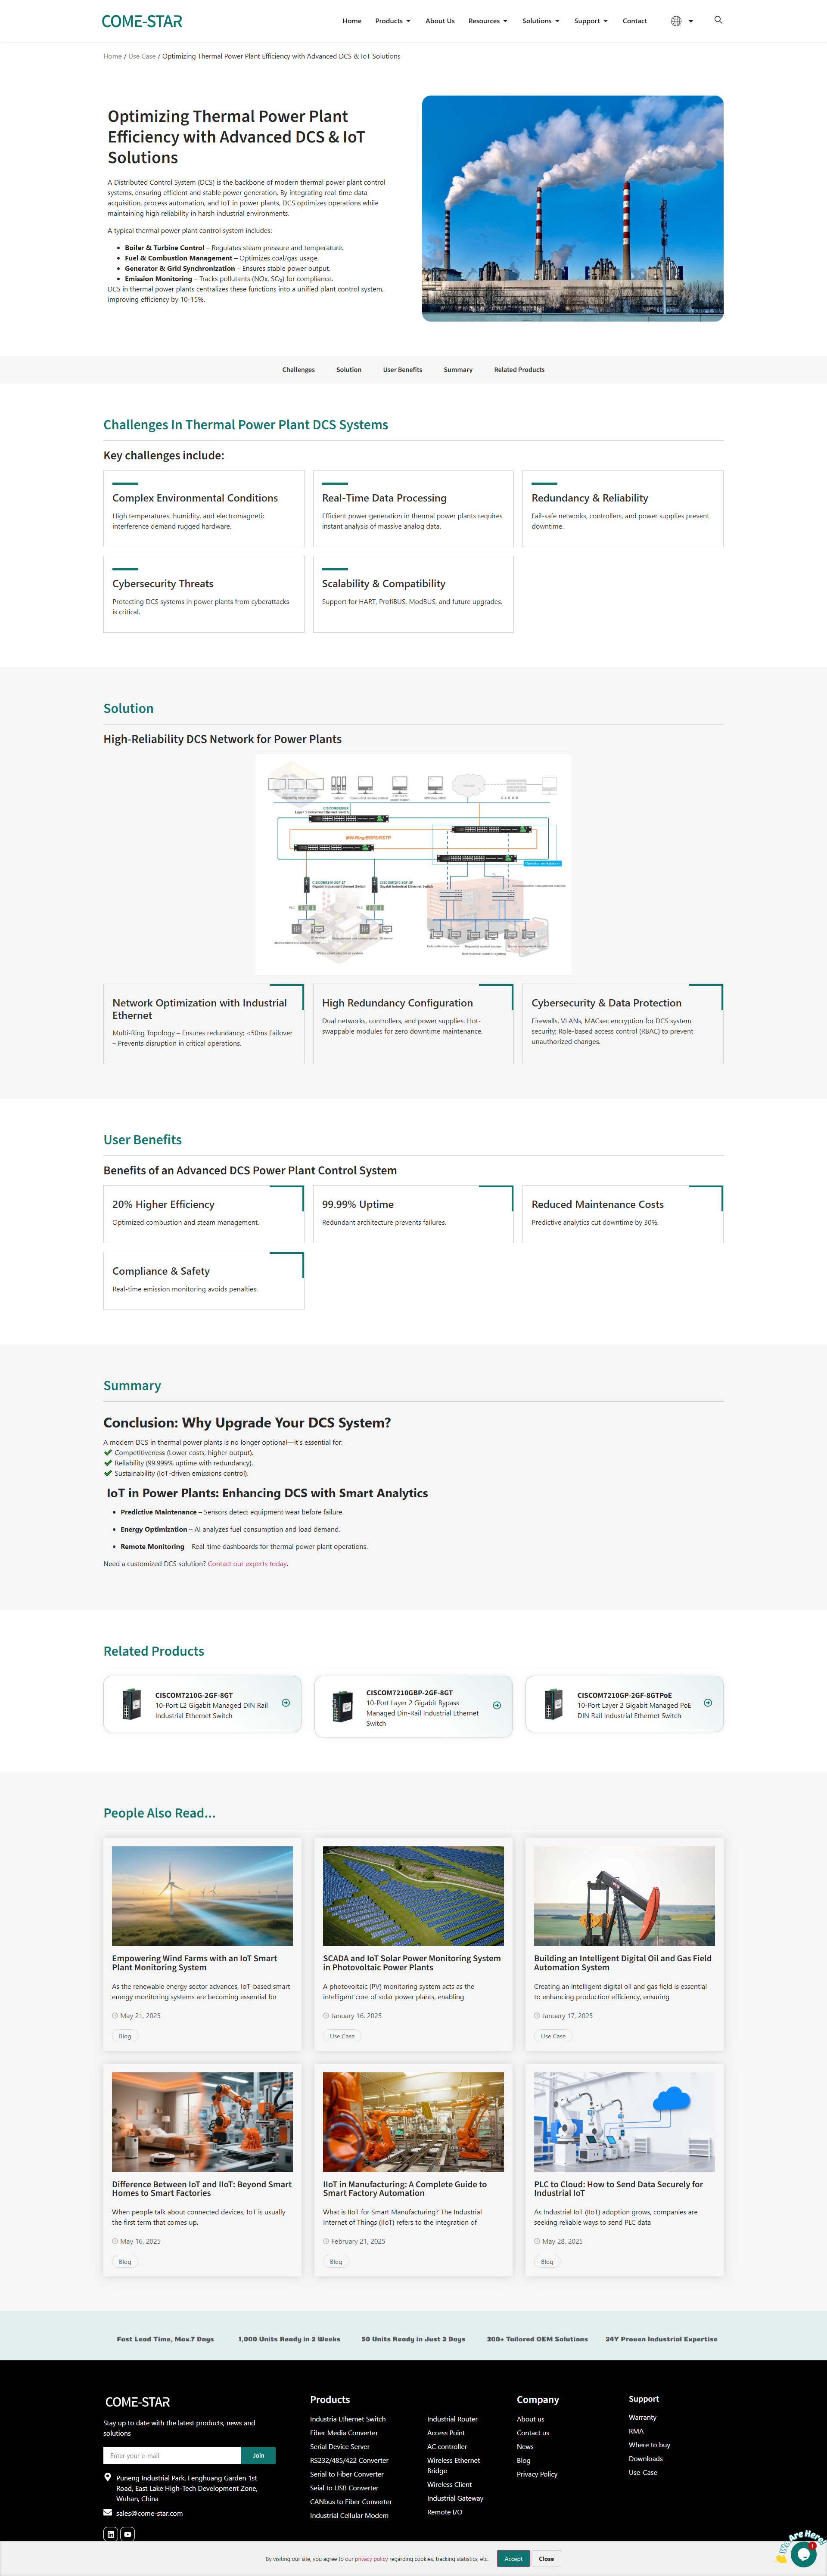 COME-STAR
Home
Products
About Us
Resources
Solutions
Support
Contact
Home / Use Case / Optimizing Thermal Power Plant Efficiency with Advanced DCS & IoT Solutions
Optimizing Thermal Power Plant
Efficiency with Advanced DCS & IoT
Solutions
A Distributed Control System (DCS) is the backbone of modern thermal power plant control
systems, ensuring efficient and stable power generation. By integrating real-time data
acquisition, process automation, and IoT in power plants, DCS optimizes operations while
maintaining high reliability in harsh industrial environments.
A typical thermal power plant control system includes:
Boiler & Turbine Control – Regulates steam pressure and temperature.
Fuel & Combustion Management – Optimizes coal/gas usage.
Generator & Grid Synchronization – Ensures stable power output.
Emission Monitoring – Tracks pollutants (NOx, SO₂) for compliance.
DCS in thermal power plants centralizes these functions into a unified plant control system,
improving efficiency by 10-15%.
Challenges
Solution
User Benefits
Summary
Related Products
Challenges In Thermal Power Plant DCS Systems
Key challenges include:
Complex Environmental Conditions
High temperatures, humidity, and electromagnetic
interference demand rugged hardware.
Real-Time Data Processing
Efficient power generation in thermal power plants requires
instant analysis of massive analog data.
Redundancy & Reliability
Fail-safe networks, controllers, and power supplies prevent
downtime.
Cybersecurity Threats
Protecting DCS systems in power plants from cyberattacks
is critical.
Scalability & Compatibility
Support for HART, ProfiBUS, ModBUS, and future upgrades.
Solution
High-Reliability DCS Network for Power Plants
Layer 3 Industrial Ethernet Switch
MW-Ring/ERPS/RSTP
Gigabit Industrial Ethernet Switch
Gigabit Industrial Ethernet Switch
PLC
PLC
Network Optimization with Industrial
Ethernet
Multi-Ring Topology – Ensures redundancy; <50ms Failover
– Prevents disruption in critical operations.
High Redundancy Configuration
Dual networks, controllers, and power supplies. Hot-
swappable modules for zero downtime maintenance.
Cybersecurity & Data Protection
Firewalls, VLANs, MACsec encryption for DCS system
security; Role-based access control (RBAC) to prevent
unauthorized changes.
User Benefits
Benefits of an Advanced DCS Power Plant Control System
20% Higher Efficiency
Optimized combustion and steam management.
99.99% Uptime
Redundant architecture prevents failures.
Reduced Maintenance Costs
Predictive analytics cut downtime by 30%.
Compliance & Safety
Real-time emission monitoring avoids penalties.
Summary
Conclusion: Why Upgrade Your DCS System?
A modern DCS in thermal power plants is no longer optional—it's essential for:
Competitiveness (Lower costs, higher output).
Reliability (99.999% uptime with redundancy).
Sustainability (IoT-driven emissions control).
IoT in Power Plants: Enhancing DCS with Smart Analytics
Predictive Maintenance – Sensors detect equipment wear before failure.
Energy Optimization – AI analyzes fuel consumption and load demand.
Remote Monitoring – Real-time dashboards for thermal power plant operations.
Need a customized DCS solution? Contact our experts today.
Related Products
CISCOM7210G-2GF-8GT
10-Port L2 Gigabit Managed DIN Rail
Industrial Ethernet Switch
CISCOM7210GBP-2GF-8GT
10-Port Layer 2 Gigabit Bypass
Managed Din-Rail Industrial Ethernet
Switch
CISCOM7210GP-2GF-8GTPoE
10-Port Layer 2 Gigabit Managed PoE
DIN Rail Industrial Ethernet Switch
People Also Read...
Empowering Wind Farms with an IoT Smart
Plant Monitoring System
As the renewable energy sector advances, IoT-based smart
energy monitoring systems are becoming essential for
May 21, 2025
Blog
SCADA and IoT Solar Power Monitoring System
in Photovoltaic Power Plants
A photovoltaic (PV) monitoring system acts as the
intelligent core of solar power plants, enabling
January 16, 2025
Use Case
Building an Intelligent Digital Oil and Gas Field
Automation System
Creating an intelligent digital oil and gas field is essential
to enhancing production efficiency, ensuring
January 17, 2025
Use Case
Difference Between IoT and IIoT: Beyond Smart
Homes to Smart Factories
When people talk about connected devices, IoT is usually
the first term that comes up.
May 16, 2025
Blog
IIoT in Manufacturing: A Complete Guide to
Smart Factory Automation
What is IIoT for Smart Manufacturing? The Industrial
Internet of Things (IIoT) refers to the integration of
February 21, 2025
Blog
PLC to Cloud: How to Send Data Securely for
Industrial IoT
As Industrial IoT (IIoT) adoption grows, companies are
seeking reliable ways to send PLC data
May 28, 2025
Blog
Fast Lead Time, Max.7 Days
1,000 Units Ready in 2 Weeks
50 Units Ready in Just 3 Days
200+ Tailored OEM Solutions
24Y Proven Industrial Expertise
COME-STAR
Stay up to date with the latest products, news and
solutions
Enter your e-mail
Join
Puneng Industrial Park, Fenghuang Garden 1st
Road, East Lake High-Tech Development Zone,
Wuhan, China
sales@come-star.com
Products
Industria Ethernet Switch
Fiber Media Converter
Serial Device Server
RS232/485/422 Converter
Serial to Fiber Converter
Seial to USB Converter
CANbus to Fiber Converter
Industrial Cellular Modem
Industrial Router
Access Point
AC controller
Wireless Ethernet
Bridge
Wireless Client
Industrial Gateway
Remote I/O
Company
About us
Contact us
News
Blog
Privacy Policy
Support
Warranty
RMA
Where to buy
Downloads
Use-Case
By visiting our site, you agree to our privacy policy regarding cookies, tracking statistics, etc.
Accept
Close
We Are Here!
1